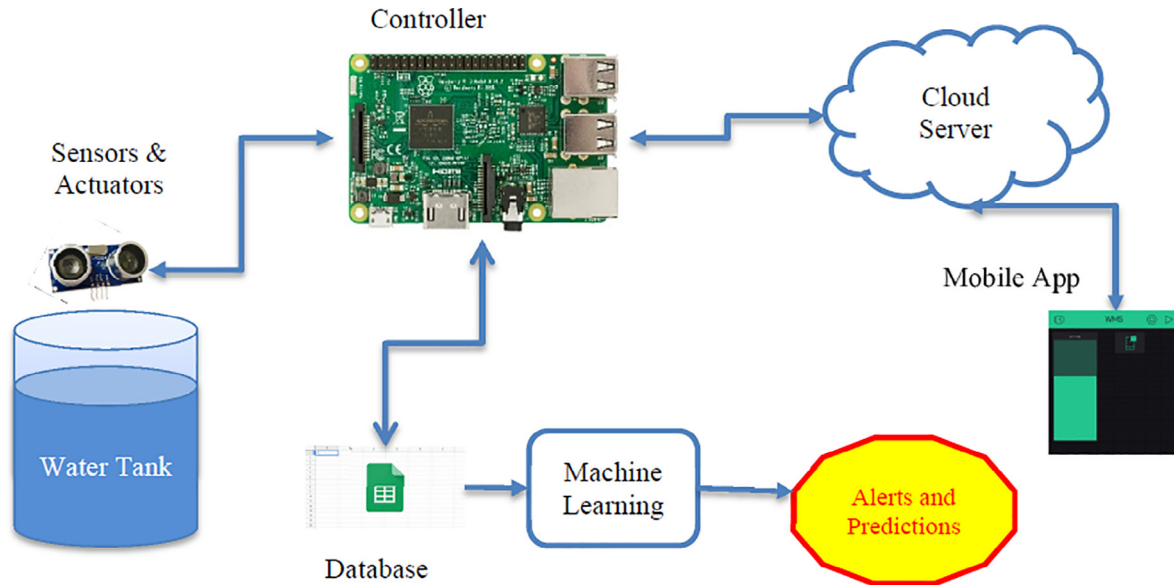 Controller
Cloud
Server
Sensors &
Actuators
Mobile App
WMS
Water Tank
Machine
Learning
Alerts and
Predictions
Database